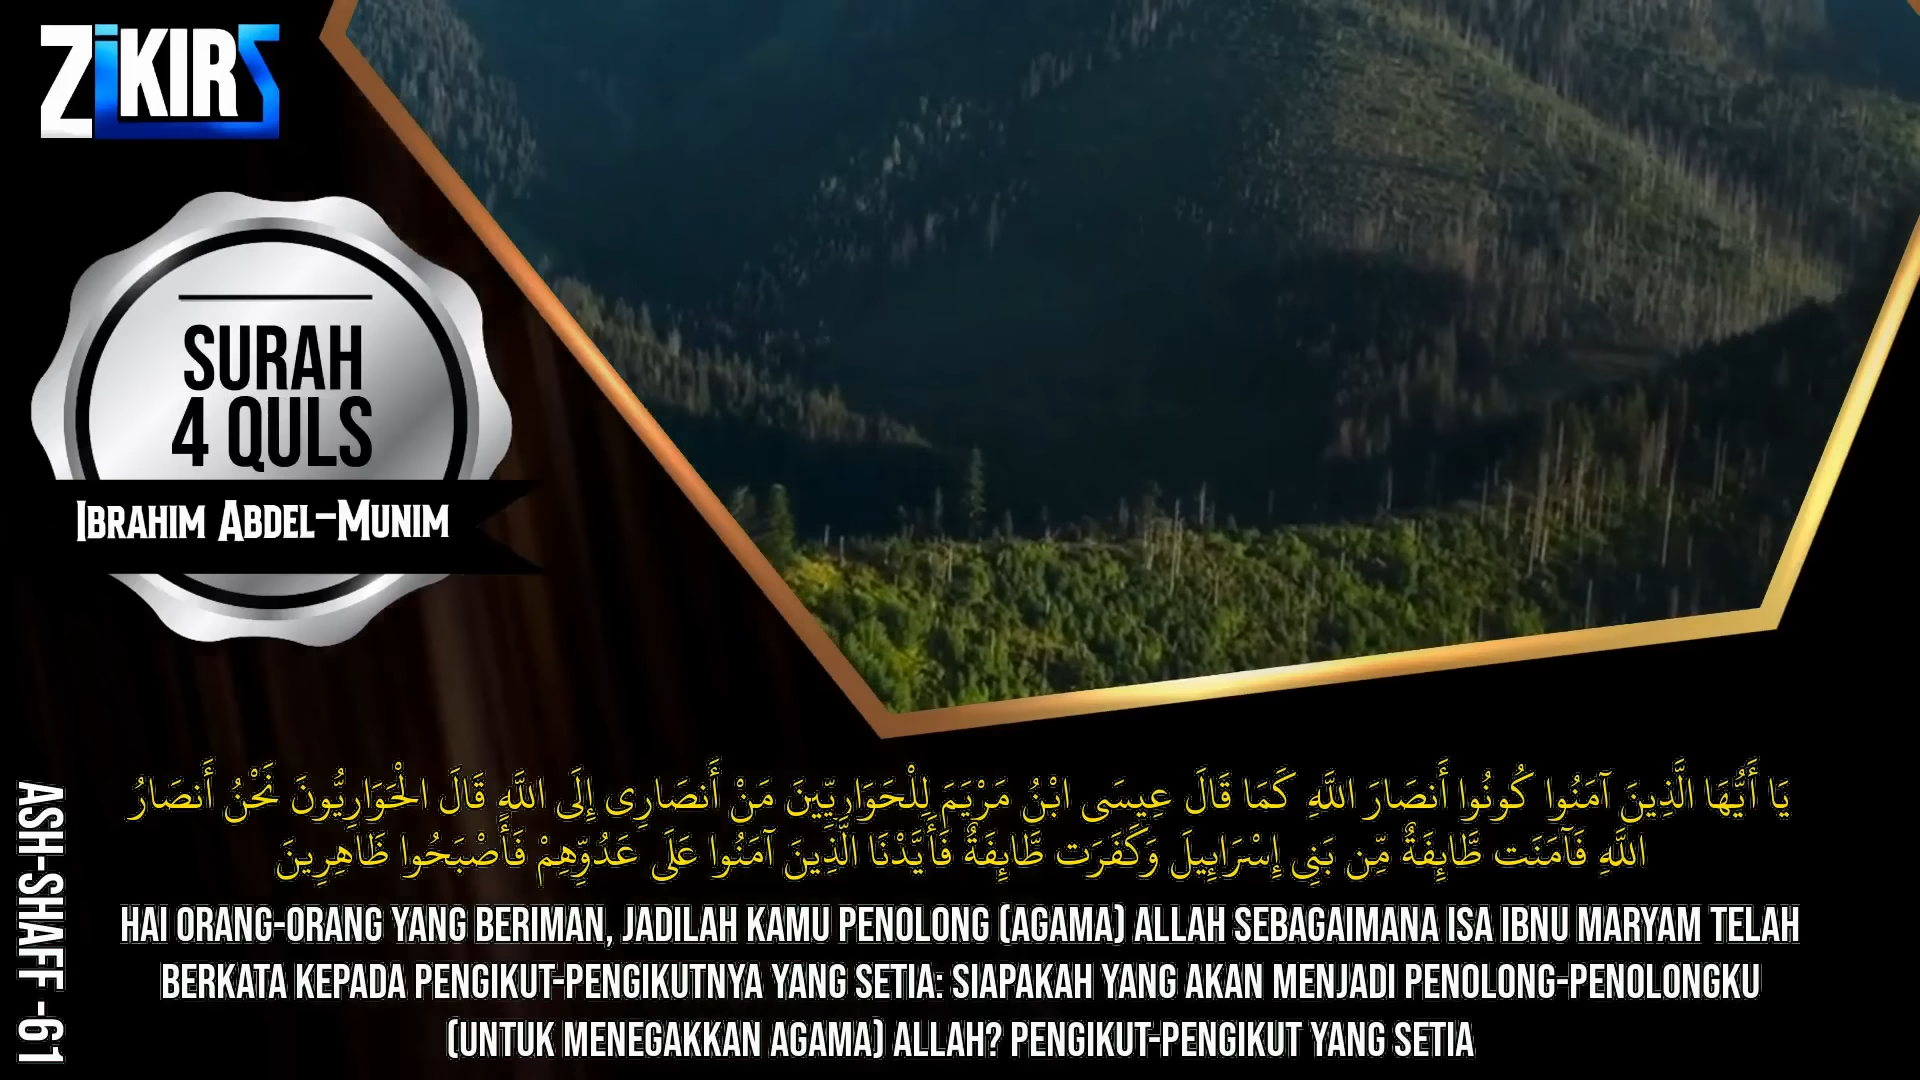 ZiKIRS
SURAH
4 QULS
IBRAHIM ABDEL-MUNIM
يَا أَيُّهَا الَّذِينَ آمَنُوا كُونُوا أَنصَارَ اللَّهِ كَمَا قَالَ عِيسَى ابْنُ مَرْيَمَ لِلْحَوَارِيِّينَ مَنْ أَنصَارِى إِلَى اللَّهِ قَالَ الْحَوَارِيُّونَ نَحْنُ أَنصَارُ
اللَّهِ فَآمَنَت طَّايِفَةٌ مِّن بَنِى إِسْرَايِيلَ وَكَفَرَت طَّايِفَةٌ فَأَيَّدْنَا الَّذِينَ آمَنُوا عَلَى عَدُوِّهِمْ فَأَصْبَحُوا ظَاهِرِينَ
HAI ORANG-ORANG YANG BERIMAN, JADILAH KAMU PENOLONG (AGAMA) ALLAH SEBAGAIMANA ISA IBNU MARYAM TELAH
BERKATA KEPADA PENGIKUT-PENGIKUTNYA YANG SETIA: SIAPAKAH YANG AKAN MENJADI PENOLONG-PENOLONGKU
(UNTUK MENEGAKKAN AGAMA) ALLAH? PENGIKUT-PENGIKUT YANG SETIA
ASH-SHAFF -61